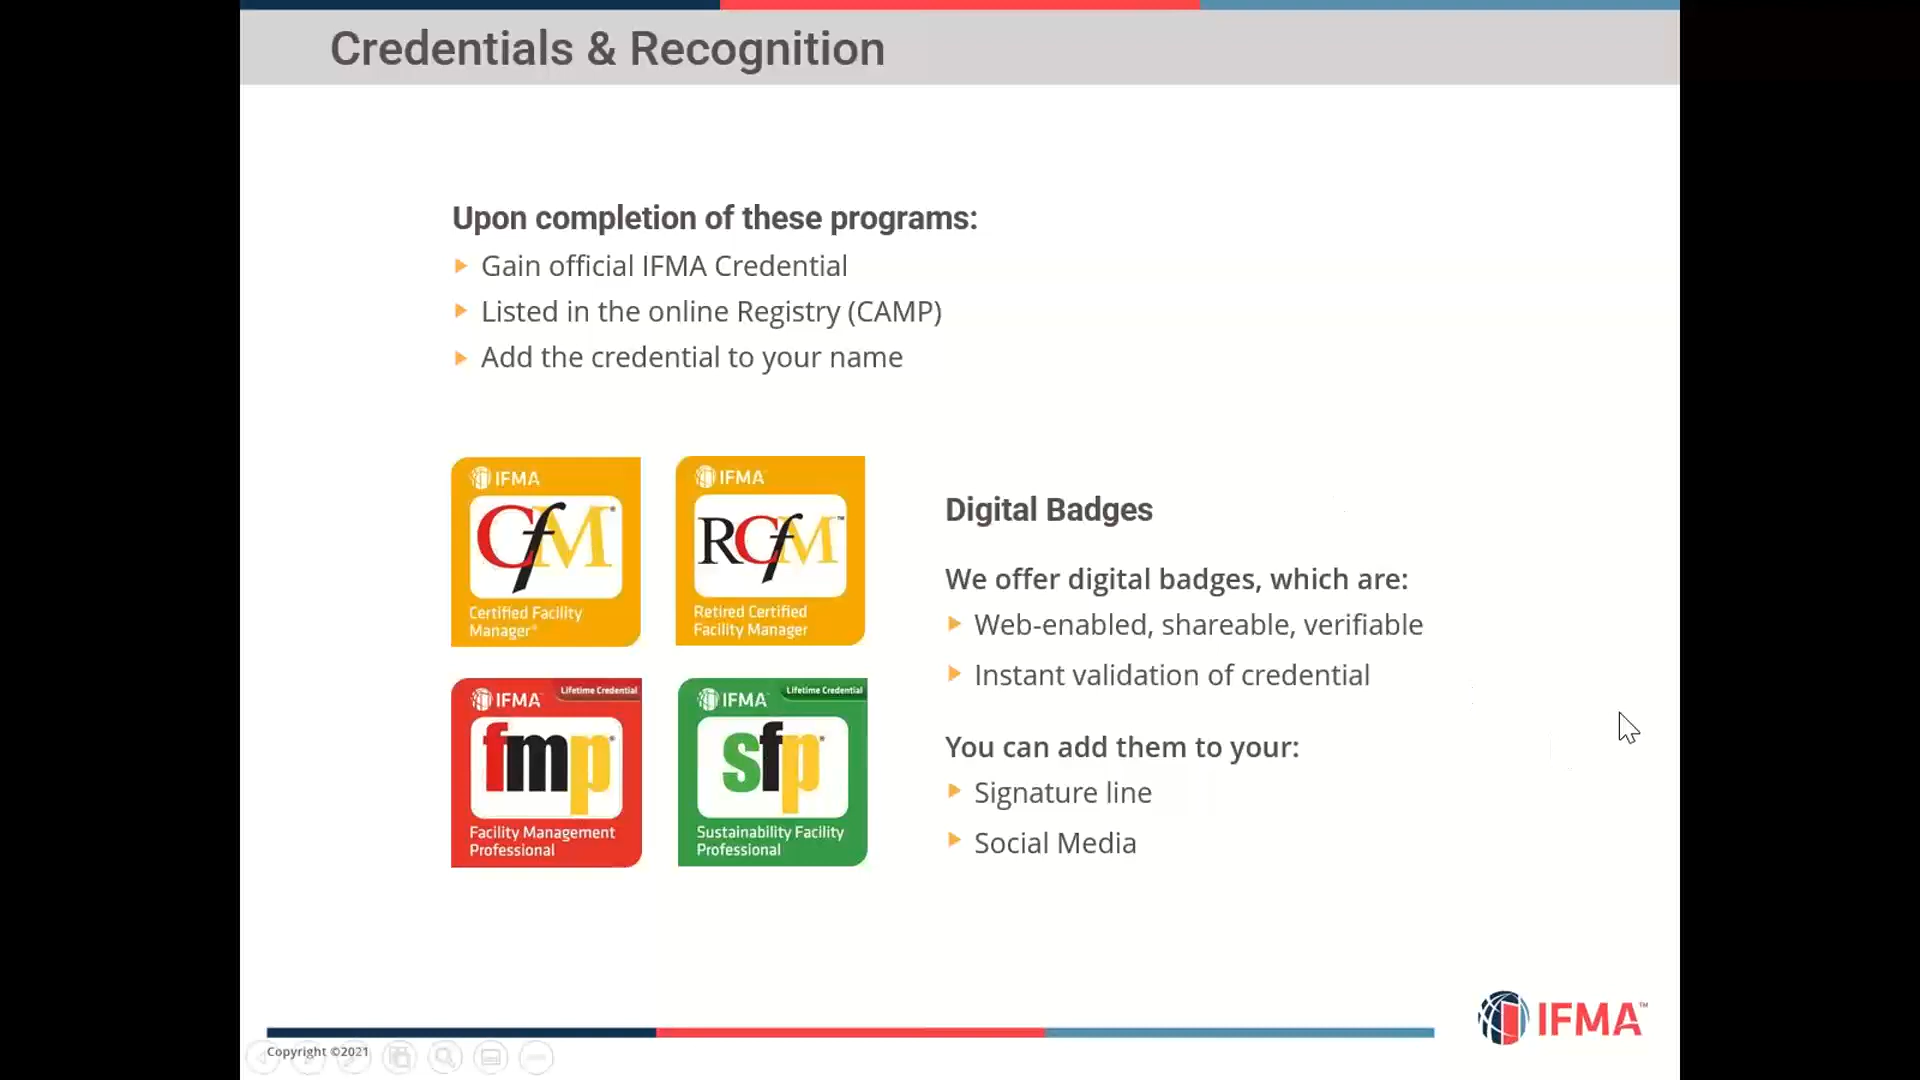 Credentials & Recognition
Upon completion of these programs:
Gain official IFMA Credential
Listed in the online Registry (CAMP)
Add the credential to your name
IFMA
CfM®
Certified Facility
Manager®
IFMA
RCfM™
Retired Certified
Facility Manager
IFMA Lifetime Credential
fmp®
Facility Management
Professional
IFMA Lifetime Credential
sfp®
Sustainability Facility
Professional
Digital Badges
We offer digital badges, which are:
Web-enabled, shareable, verifiable
Instant validation of credential
You can add them to your:
Signature line
Social Media
Copyright ©2021
IFMA™